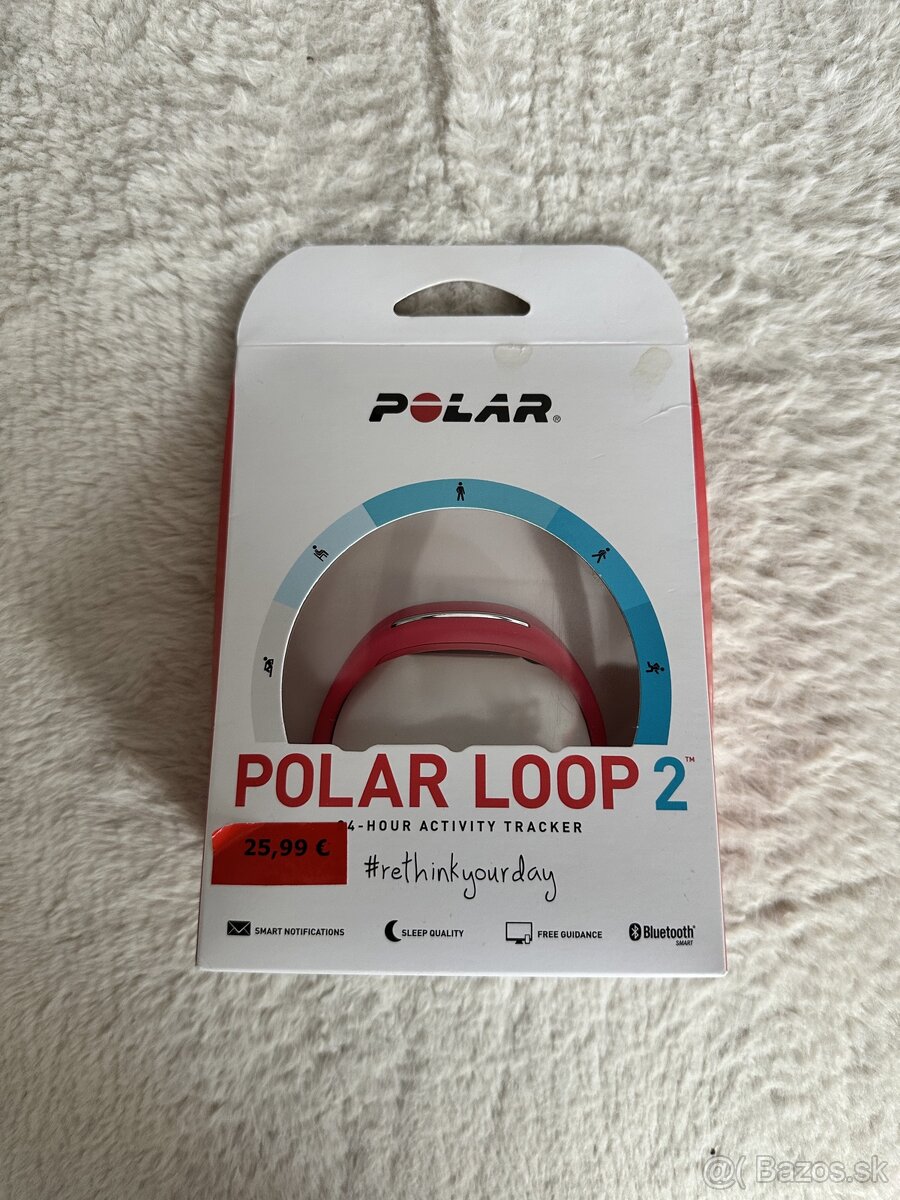 POLAR®
POLAR LOOP 2™
4-HOUR ACTIVITY TRACKER
25,99 €
#rethinkyourday
SMART NOTIFICATIONS
SLEEP QUALITY
FREE GUIDANCE
Bluetooth®
SMART
@( Bazos.sk